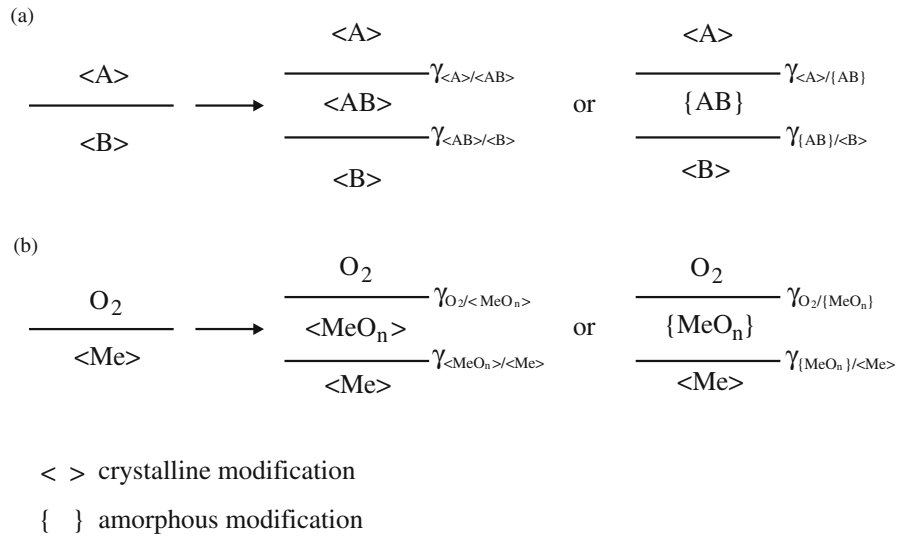 (a)
<A>
<B>
<A>
γ<A>/<AB>
<AB>
γ<AB>/<B>
<B>
or
<A>
γ<A>/{AB}
{AB}
γ{AB}/<B>
<B>
(b)
O2
<Me>
O2
γO2/<MeOn>
<MeOn>
γ<MeOn>/<Me>
<Me>
or
O2
γO2/{MeOn}
{MeOn}
γ{MeOn}/<Me>
<Me>
< > crystalline modification
{ } amorphous modification